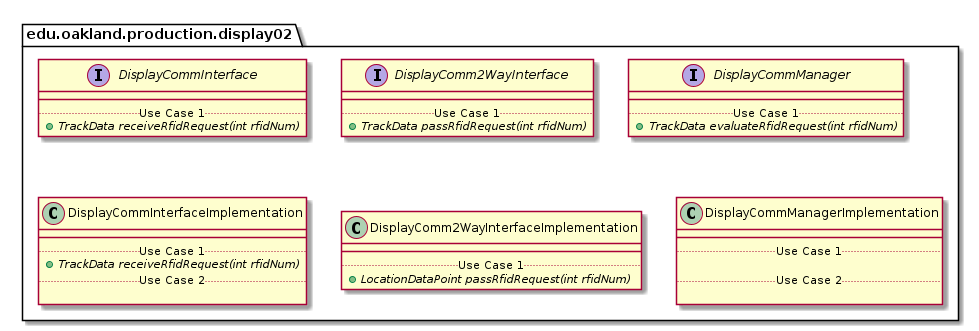 edu.oakland.production.display02
I DisplayCommInterface
Use Case 1
TrackData receiveRfidRequest(int rfidNum)
I DisplayComm2WayInterface
Use Case 1
TrackData passRfidRequest(int rfidNum)
I DisplayCommManager
Use Case 1
TrackData evaluateRfidRequest(int rfidNum)
C DisplayCommInterfaceImplementation
Use Case 1
TrackData receiveRfidRequest(int rfidNum)
Use Case 2
C DisplayComm2WayInterfaceImplementation
Use Case 1
LocationDataPoint passRfidRequest(int rfidNum)
C DisplayCommManagerImplementation
Use Case 1
Use Case 2